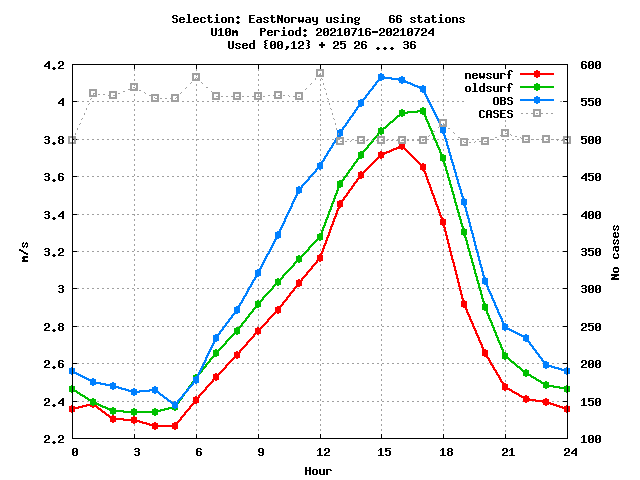 Selection: EastNorway using    66 stations
U10m   Period: 20210716-20210724
Used {00,12} + 25 26 ... 36
newsurf
oldsurf
OBS
CASES
4.2
4
3.8
3.6
3.4
3.2
3
2.8
2.6
2.4
2.2
m/s
600
550
500
450
400
350
300
250
200
150
100
No cases
0 3 6 9 12 15 18 21 24
Hour